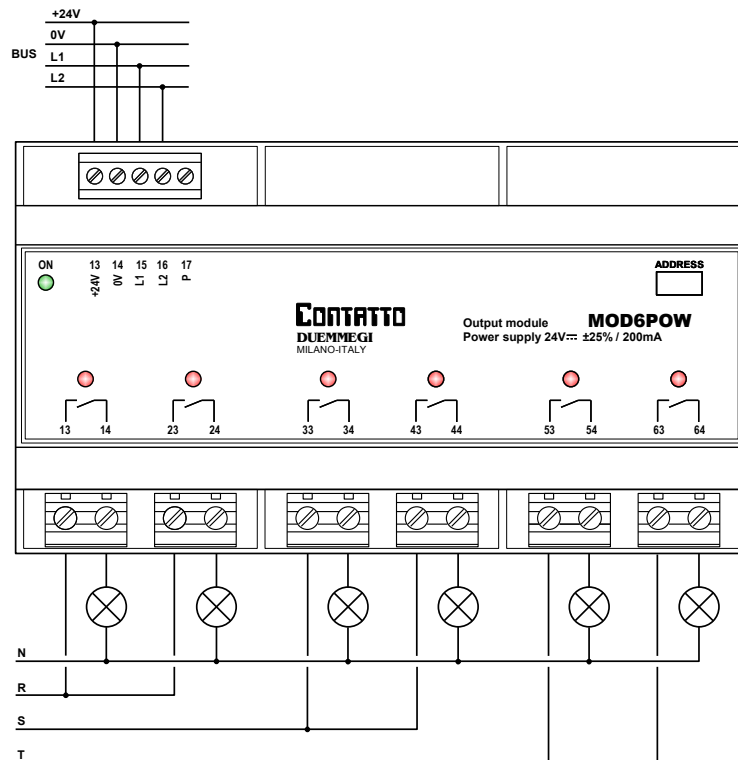 +24V
0V
BUS
L1
L2
ON
13 14 15 16 17
+24V 0V L1 L2 P
ADDRESS
CONTATTO
DUEMMEGI
MILANO-ITALY
Output module MOD6POW
Power supply 24V ±25% / 200mA
13 14 23 24 33 34 43 44 53 54 63 64
N
R
S
T